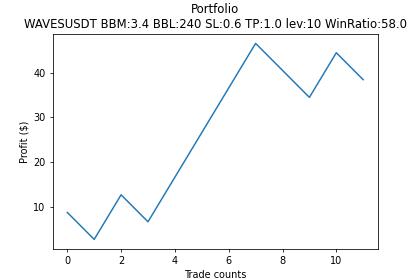 Portfolio
WAVESUSDT BBM:3.4 BBL:240 SL:0.6 TP:1.0 lev:10 WinRatio:58.0
40
30
20
10
Profit ($)
0 2 4 6 8 10
Trade counts